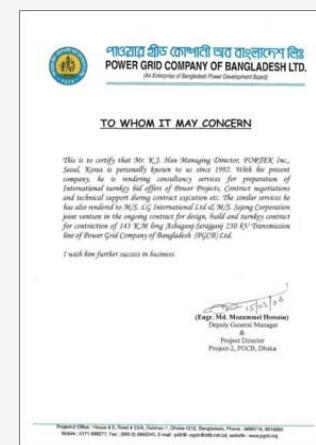 পাওয়ার গ্রীড কোম্পানী অব বাংলাদেশ লিঃ
POWER GRID COMPANY OF BANGLADESH LTD.
(An Enterprise of Bangladesh Power Development Board)
TO WHOM IT MAY CONCERN
This is to certify that Mr. K.J. Han Managing Director, PORTEK Inc.,
Seoul, Korea is personally known to us since 1992. With his present
company, he is rendering consultancy services for preparation of
International turnkey bid offers of Power Projects, Contract negotiations
and technical support during contract execution etc. The similar services he
has also rendered to M/S. LG International Ltd & M/S. Sejong Corporation
joint venture in the ongoing contract for design, build and turnkey contract
for contraction of 143 K.M long Ashuganj-Serajganj 230 kV Transmission
line of Power Grid Company of Bangladesh (PGCB) Ltd.
I wish him further success in business.
(Engr. Md. Mozammel Hossain)
Deputy General Manager
&
Project Director
Project-2, PGCB, Dhaka